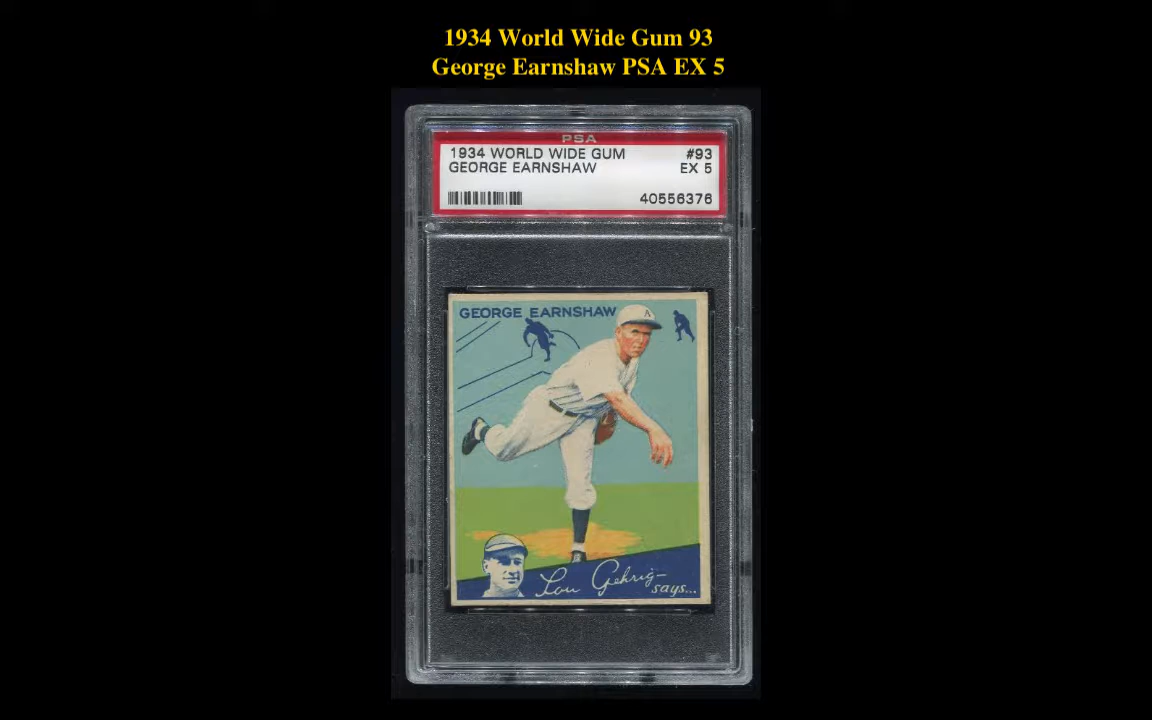 1934 World Wide Gum 93
George Earnshaw PSA EX 5
PSA
1934 WORLD WIDE GUM #93
GEORGE EARNSHAW EX 5
40556376
GEORGE EARNSHAW
A
Lou Gehrig—
says...